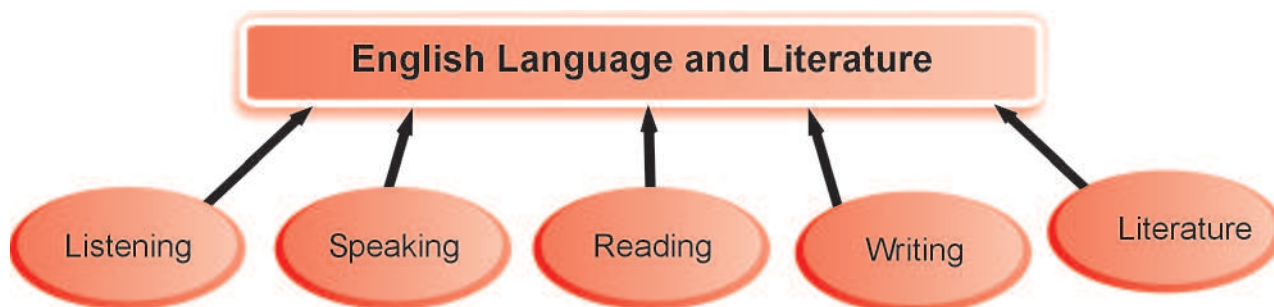 English Language and Literature
Listening
Speaking
Reading
Writing
Literature